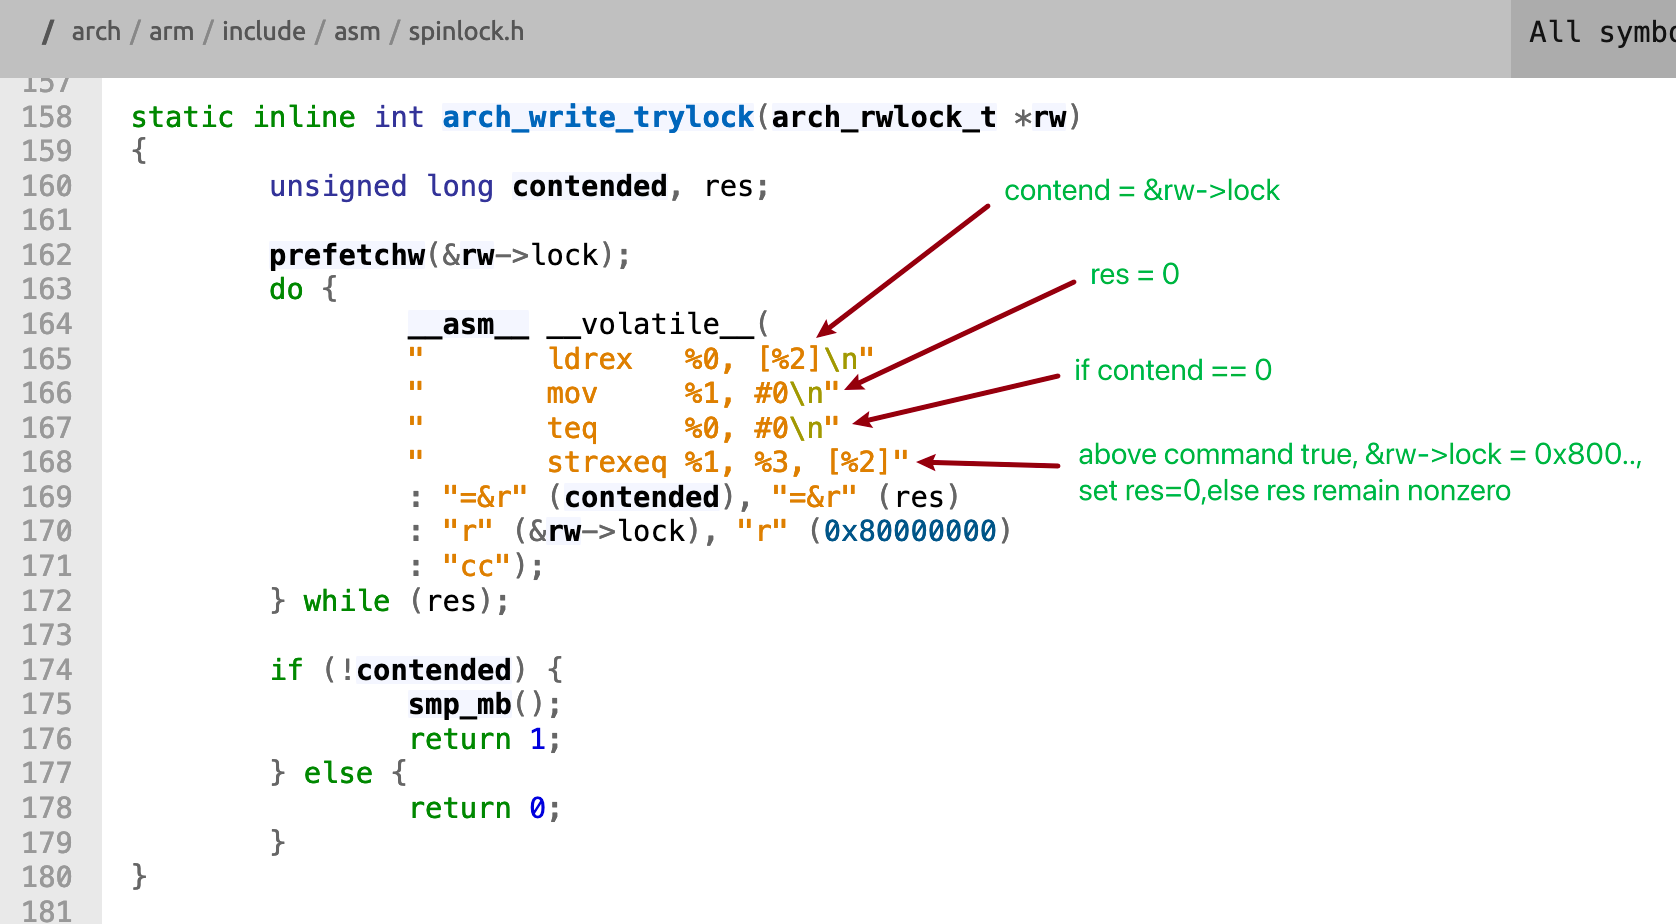 / arch / arm / include / asm / spinlock.h
All symbo
157
158 static inline int arch_write_trylock(arch_rwlock_t *rw)
159 {
160 unsigned long contended, res;
contend = &rw->lock
161
162 prefetchw(&rw->lock);
res = 0
163 do {
164 __asm__ __volatile__(
165 " ldrex %0, [%2]\n"
if contend == 0
166 " mov %1, #0\n"
167 " teq %0, #0\n"
168 " strexeq %1, %3, [%2]"
above command true, &rw->lock = 0x800..,
set res=0,else res remain nonzero
169 : "=&r" (contended), "=&r" (res)
170 : "r" (&rw->lock), "r" (0x80000000)
171 : "cc");
172 } while (res);
173
174 if (!contended) {
175 smp_mb();
176 return 1;
177 } else {
178 return 0;
179 }
180 }
181